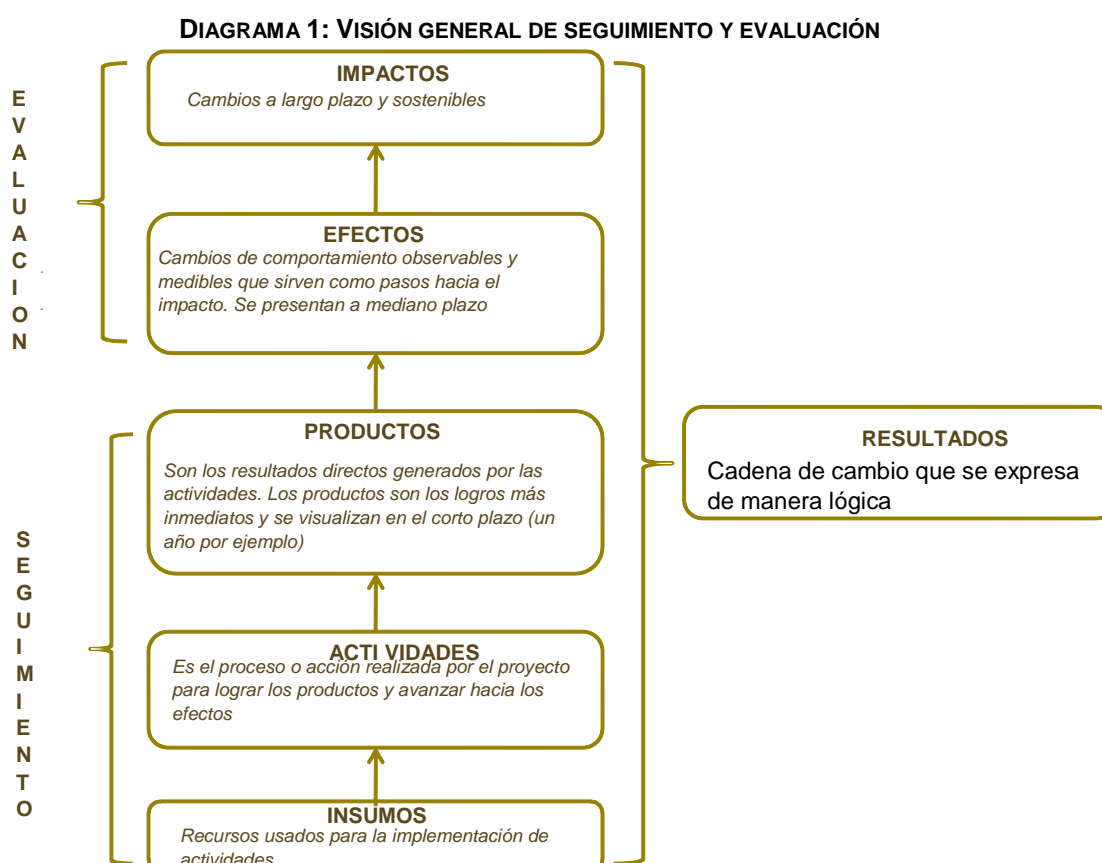 DIAGRAMA 1: VISIÓN GENERAL DE SEGUIMIENTO Y EVALUACIÓN
EVALUACION
IMPACTOS
Cambios a largo plazo y sostenibles
EFECTOS
Cambios de comportamiento observables y
medibles que sirven como pasos hacia el
impacto. Se presentan a mediano plazo
SEGUIMIENTO
PRODUCTOS
Son los resultados directos generados por las
actividades. Los productos son los logros más
inmediatos y se visualizan en el corto plazo (un
año por ejemplo)
ACTI VIDADES
Es el proceso o acción realizada por el proyecto
para lograr los productos y avanzar hacia los
efectos
INSUMOS
Recursos usados para la implementación de
actividades
RESULTADOS
Cadena de cambio que se expresa
de manera lógica